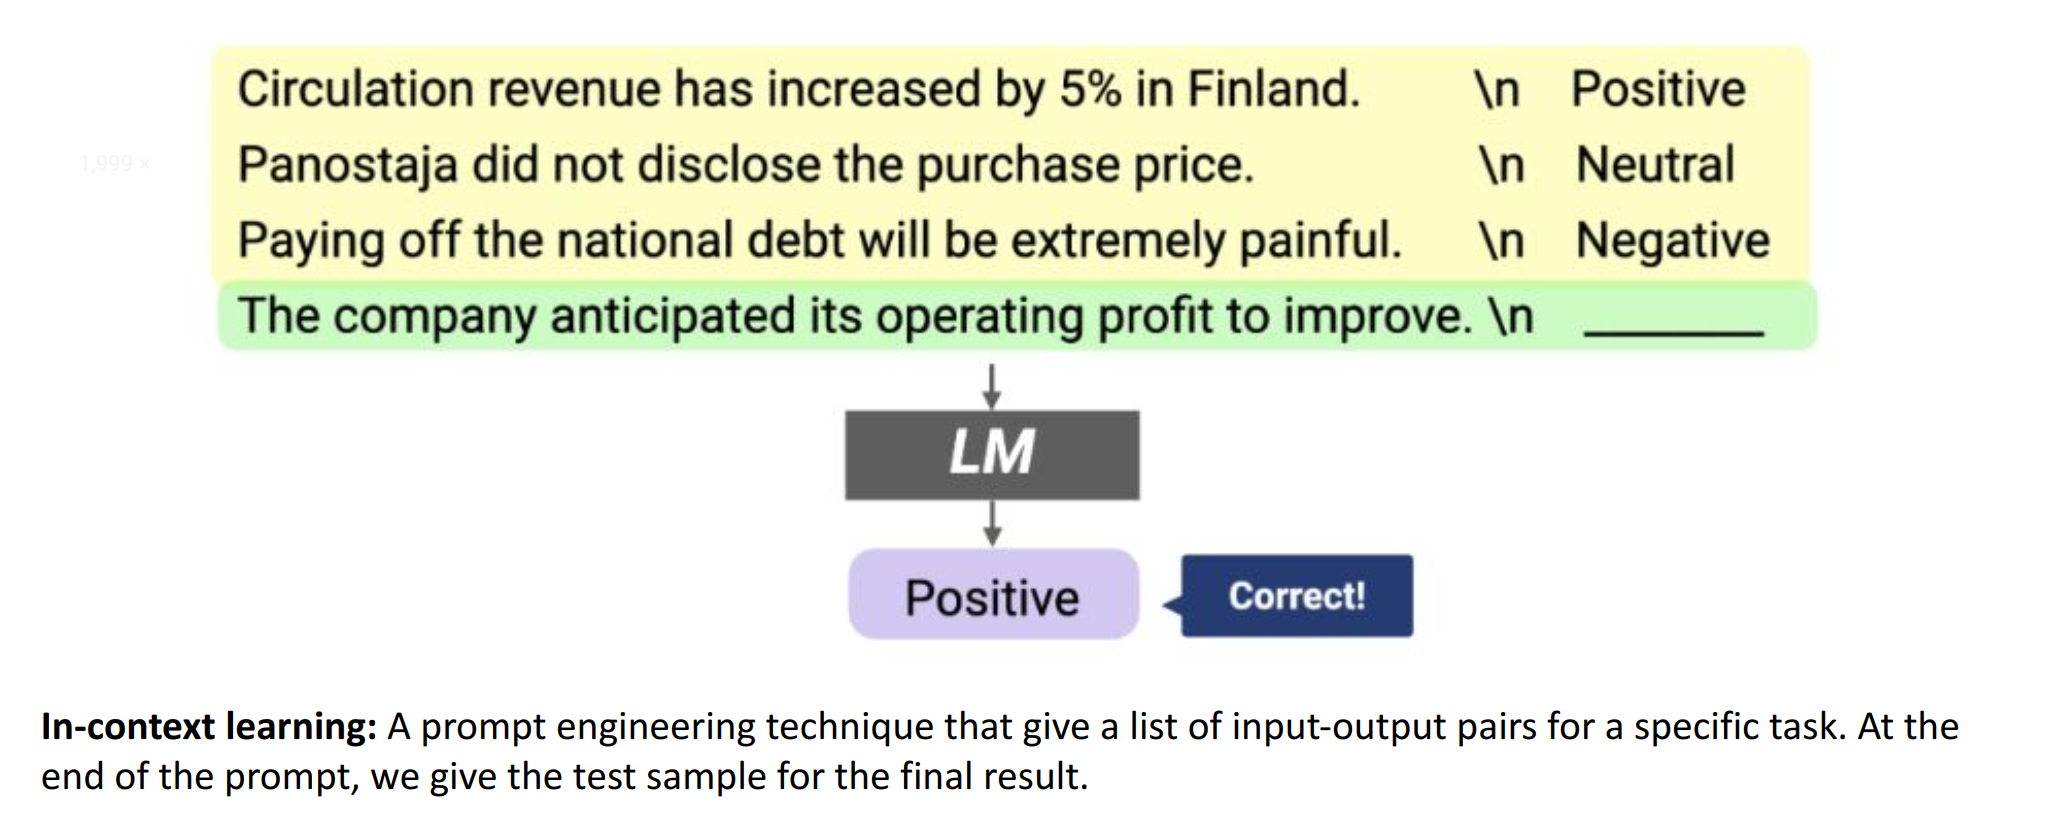 Circulation revenue has increased by 5% in Finland. \n Positive
1,999 ×
Panostaja did not disclose the purchase price. \n Neutral
Paying off the national debt will be extremely painful. \n Negative
The company anticipated its operating profit to improve. \n ______
LM
Positive
Correct!
In-context learning: A prompt engineering technique that give a list of input-output pairs for a specific task. At the
end of the prompt, we give the test sample for the final result.